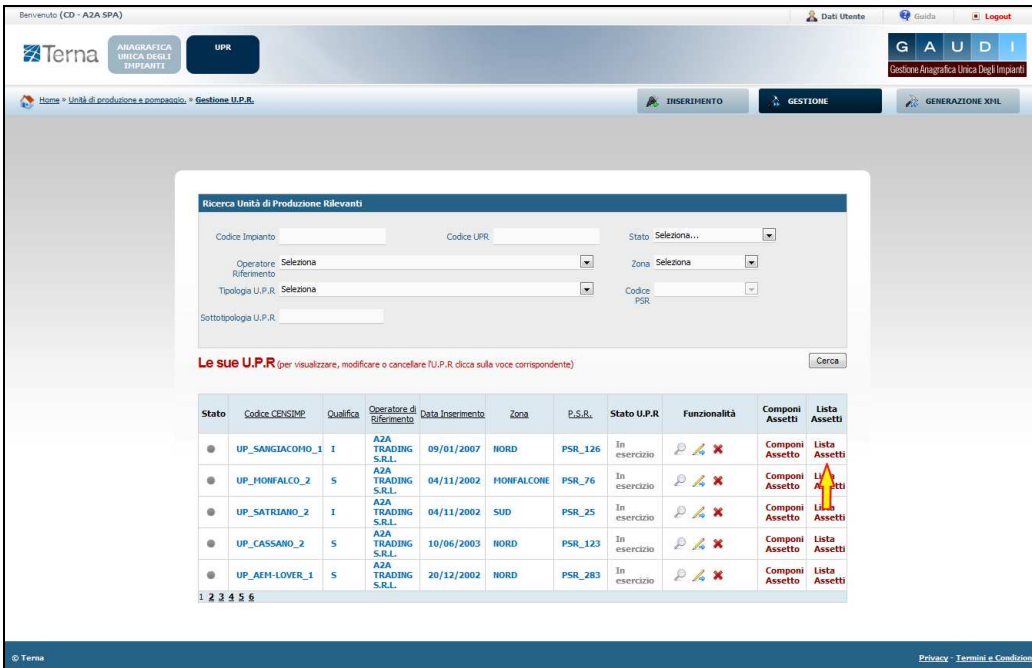 Benvenuto (CD - A2A SPA) Dati Utente Guida Logout
Terna ANAGRAFICA UNICA DEGLI IMPIANTI UPR G A U D I
Gestione Anagrafica Unica Degli Impianti
Home » Unità di produzione e pompaggio. » Gestione U.P.R. INSERIMENTO GESTIONE GENERAZIONE XML
Ricerca Unità di Produzione Rilevanti
Codice Impianto Codice UPR Stato Seleziona...
Operatore Riferimento Seleziona Zona Seleziona
Tipologia U.P.R Seleziona Codice PSR
Sottotipologia U.P.R
Le sue U.P.R (per visualizzare, modificare o cancellare l'U.P.R clicca sulla voce corrispondente) Cerca
Stato Codice CENSIMP Qualifica Operatore di Riferimento Data Inserimento Zona P.S.R. Stato U.P.R Funzionalità Componi Assetti Lista Assetti
UP_SANGIACOMO_1 I A2A TRADING S.R.L. 09/01/2007 NORD PSR_126 In esercizio Componi Assetto Lista Assetti
UP_MONFALCO_2 S A2A TRADING S.R.L. 04/11/2002 MONFALCONE PSR_76 In esercizio Componi Assetto
UP_SATRIANO_2 I A2A TRADING S.R.L. 04/11/2002 SUD PSR_25 In esercizio Componi Assetto Assetti
UP_CASSANO_2 S A2A TRADING S.R.L. 10/06/2003 NORD PSR_123 In esercizio Componi Assetto Lista Assetti
UP_AEM-LOVER_1 S A2A TRADING S.R.L. 20/12/2002 NORD PSR_283 In esercizio Componi Assetto Lista Assetti
1 2 3 4 5 6
© Terna Privacy - Termini e Condizion